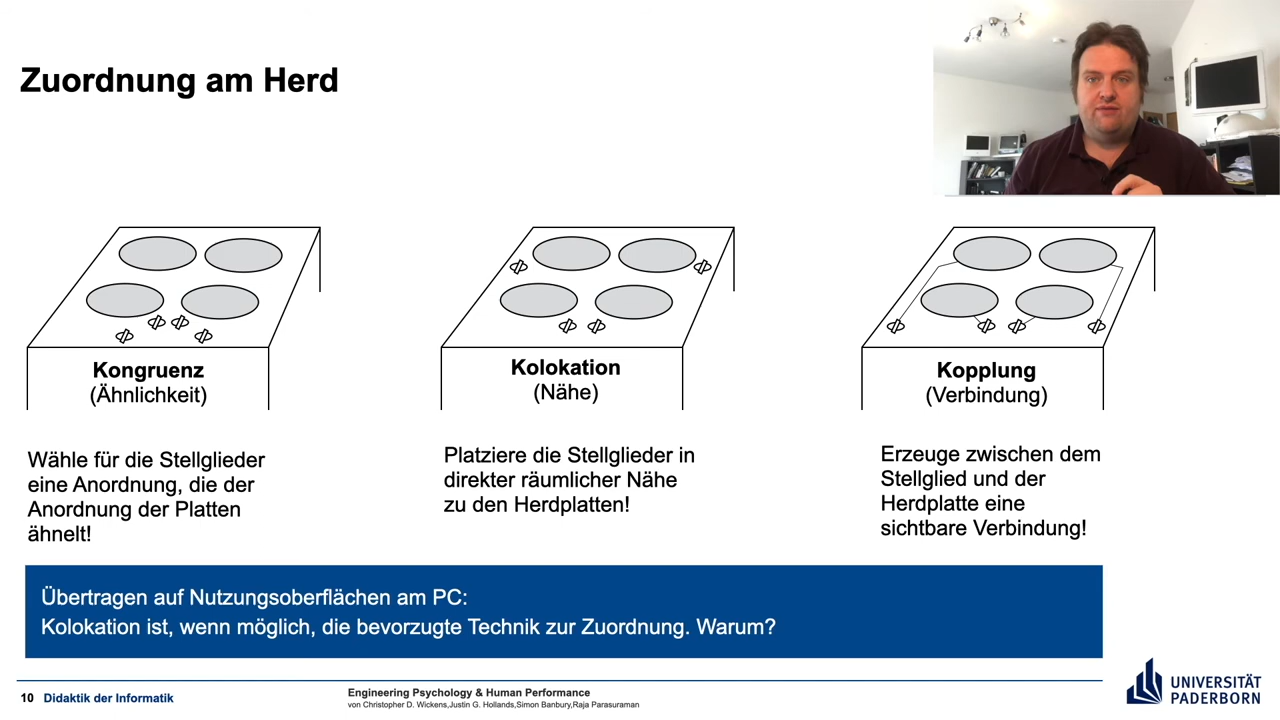 Zuordnung am Herd
Kongruenz
(Ähnlichkeit)
Wähle für die Stellglieder
eine Anordnung, die der
Anordnung der Platten
ähnelt!
Kolokation
(Nähe)
Platziere die Stellglieder in
direkter räumlicher Nähe
zu den Herdplatten!
Kopplung
(Verbindung)
Erzeuge zwischen dem
Stellglied und der
Herdplatte eine
sichtbare Verbindung!
Übertragen auf Nutzungsoberflächen am PC:
Kolokation ist, wenn möglich, die bevorzugte Technik zur Zuordnung. Warum?
10 Didaktik der Informatik
Engineering Psychology & Human Performance
von Christopher D. Wickens,Justin G. Hollands,Simon Banbury,Raja Parasuraman
UNIVERSITÄT
PADERBORN